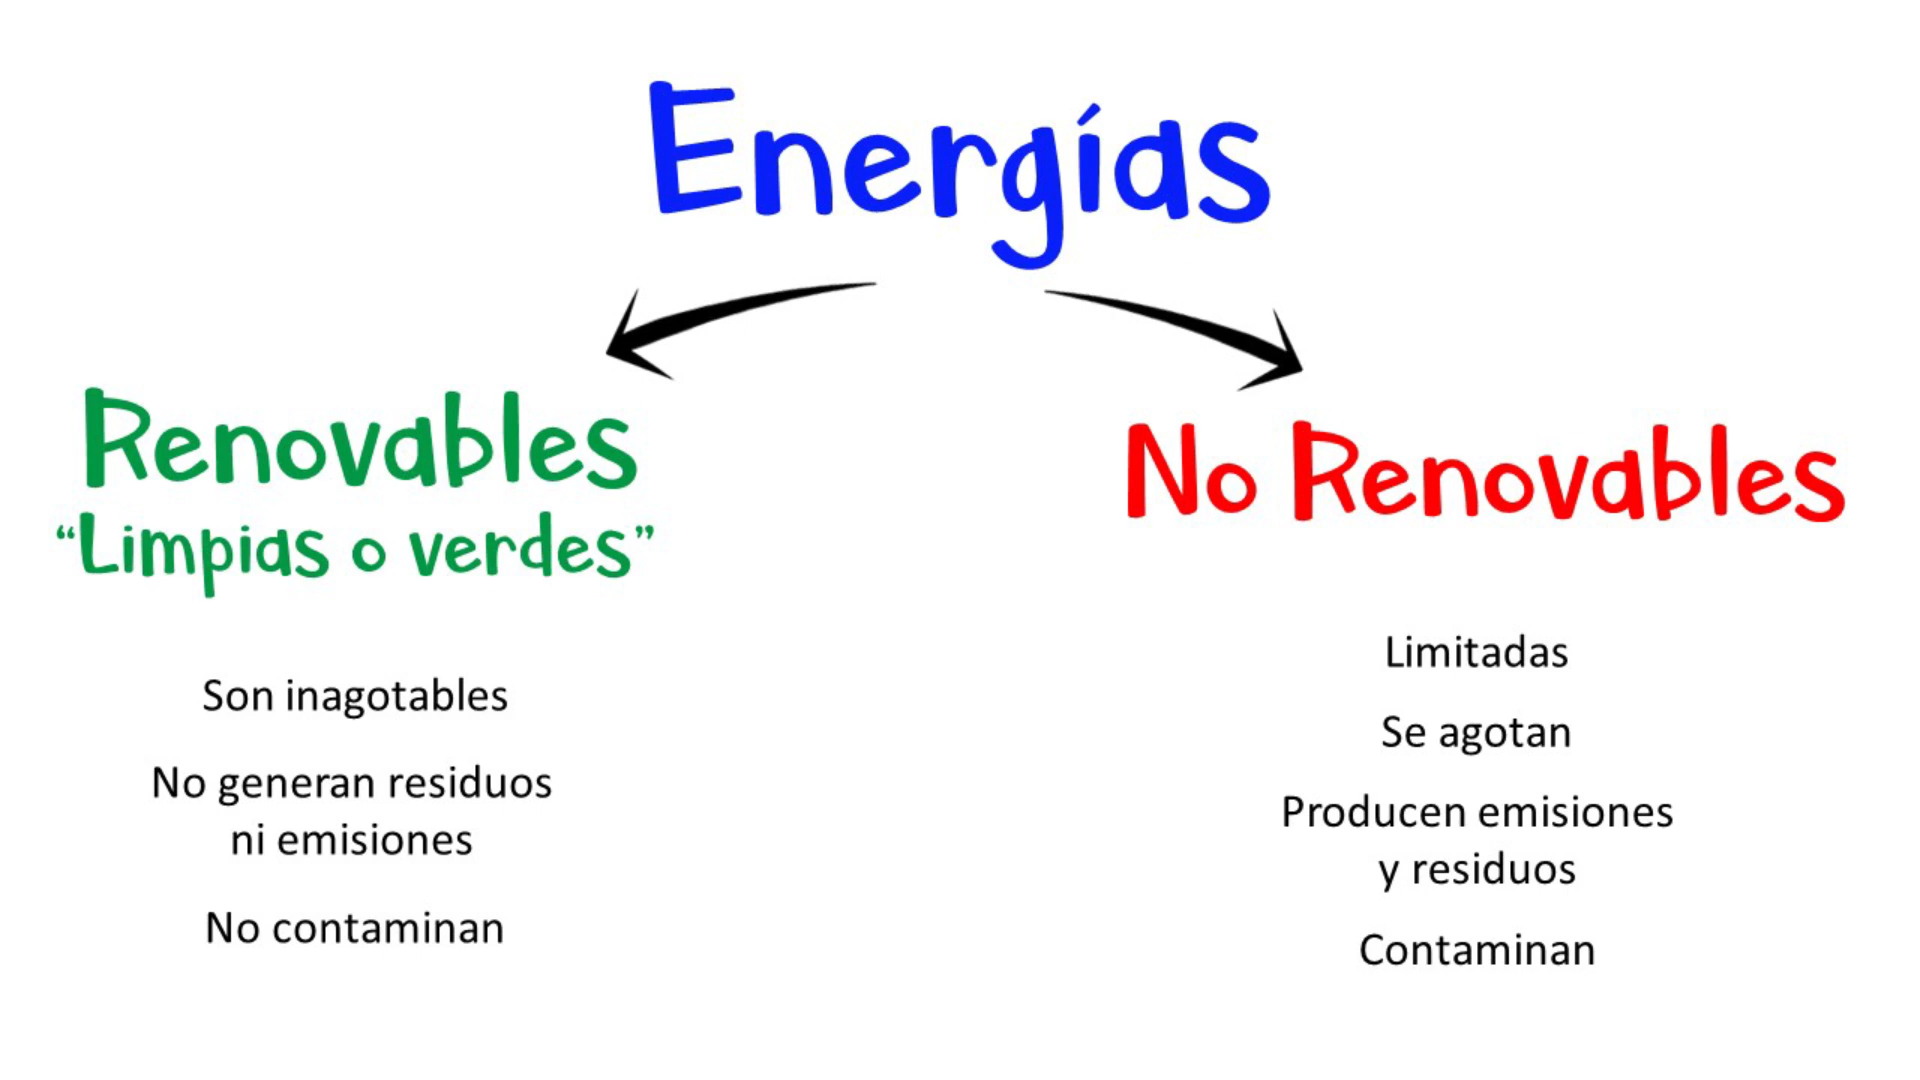 Energías
Renovables
“Limpias o verdes”
Son inagotables
No generan residuos
ni emisiones
No contaminan
No Renovables
Limitadas
Se agotan
Producen emisiones
y residuos
Contaminan